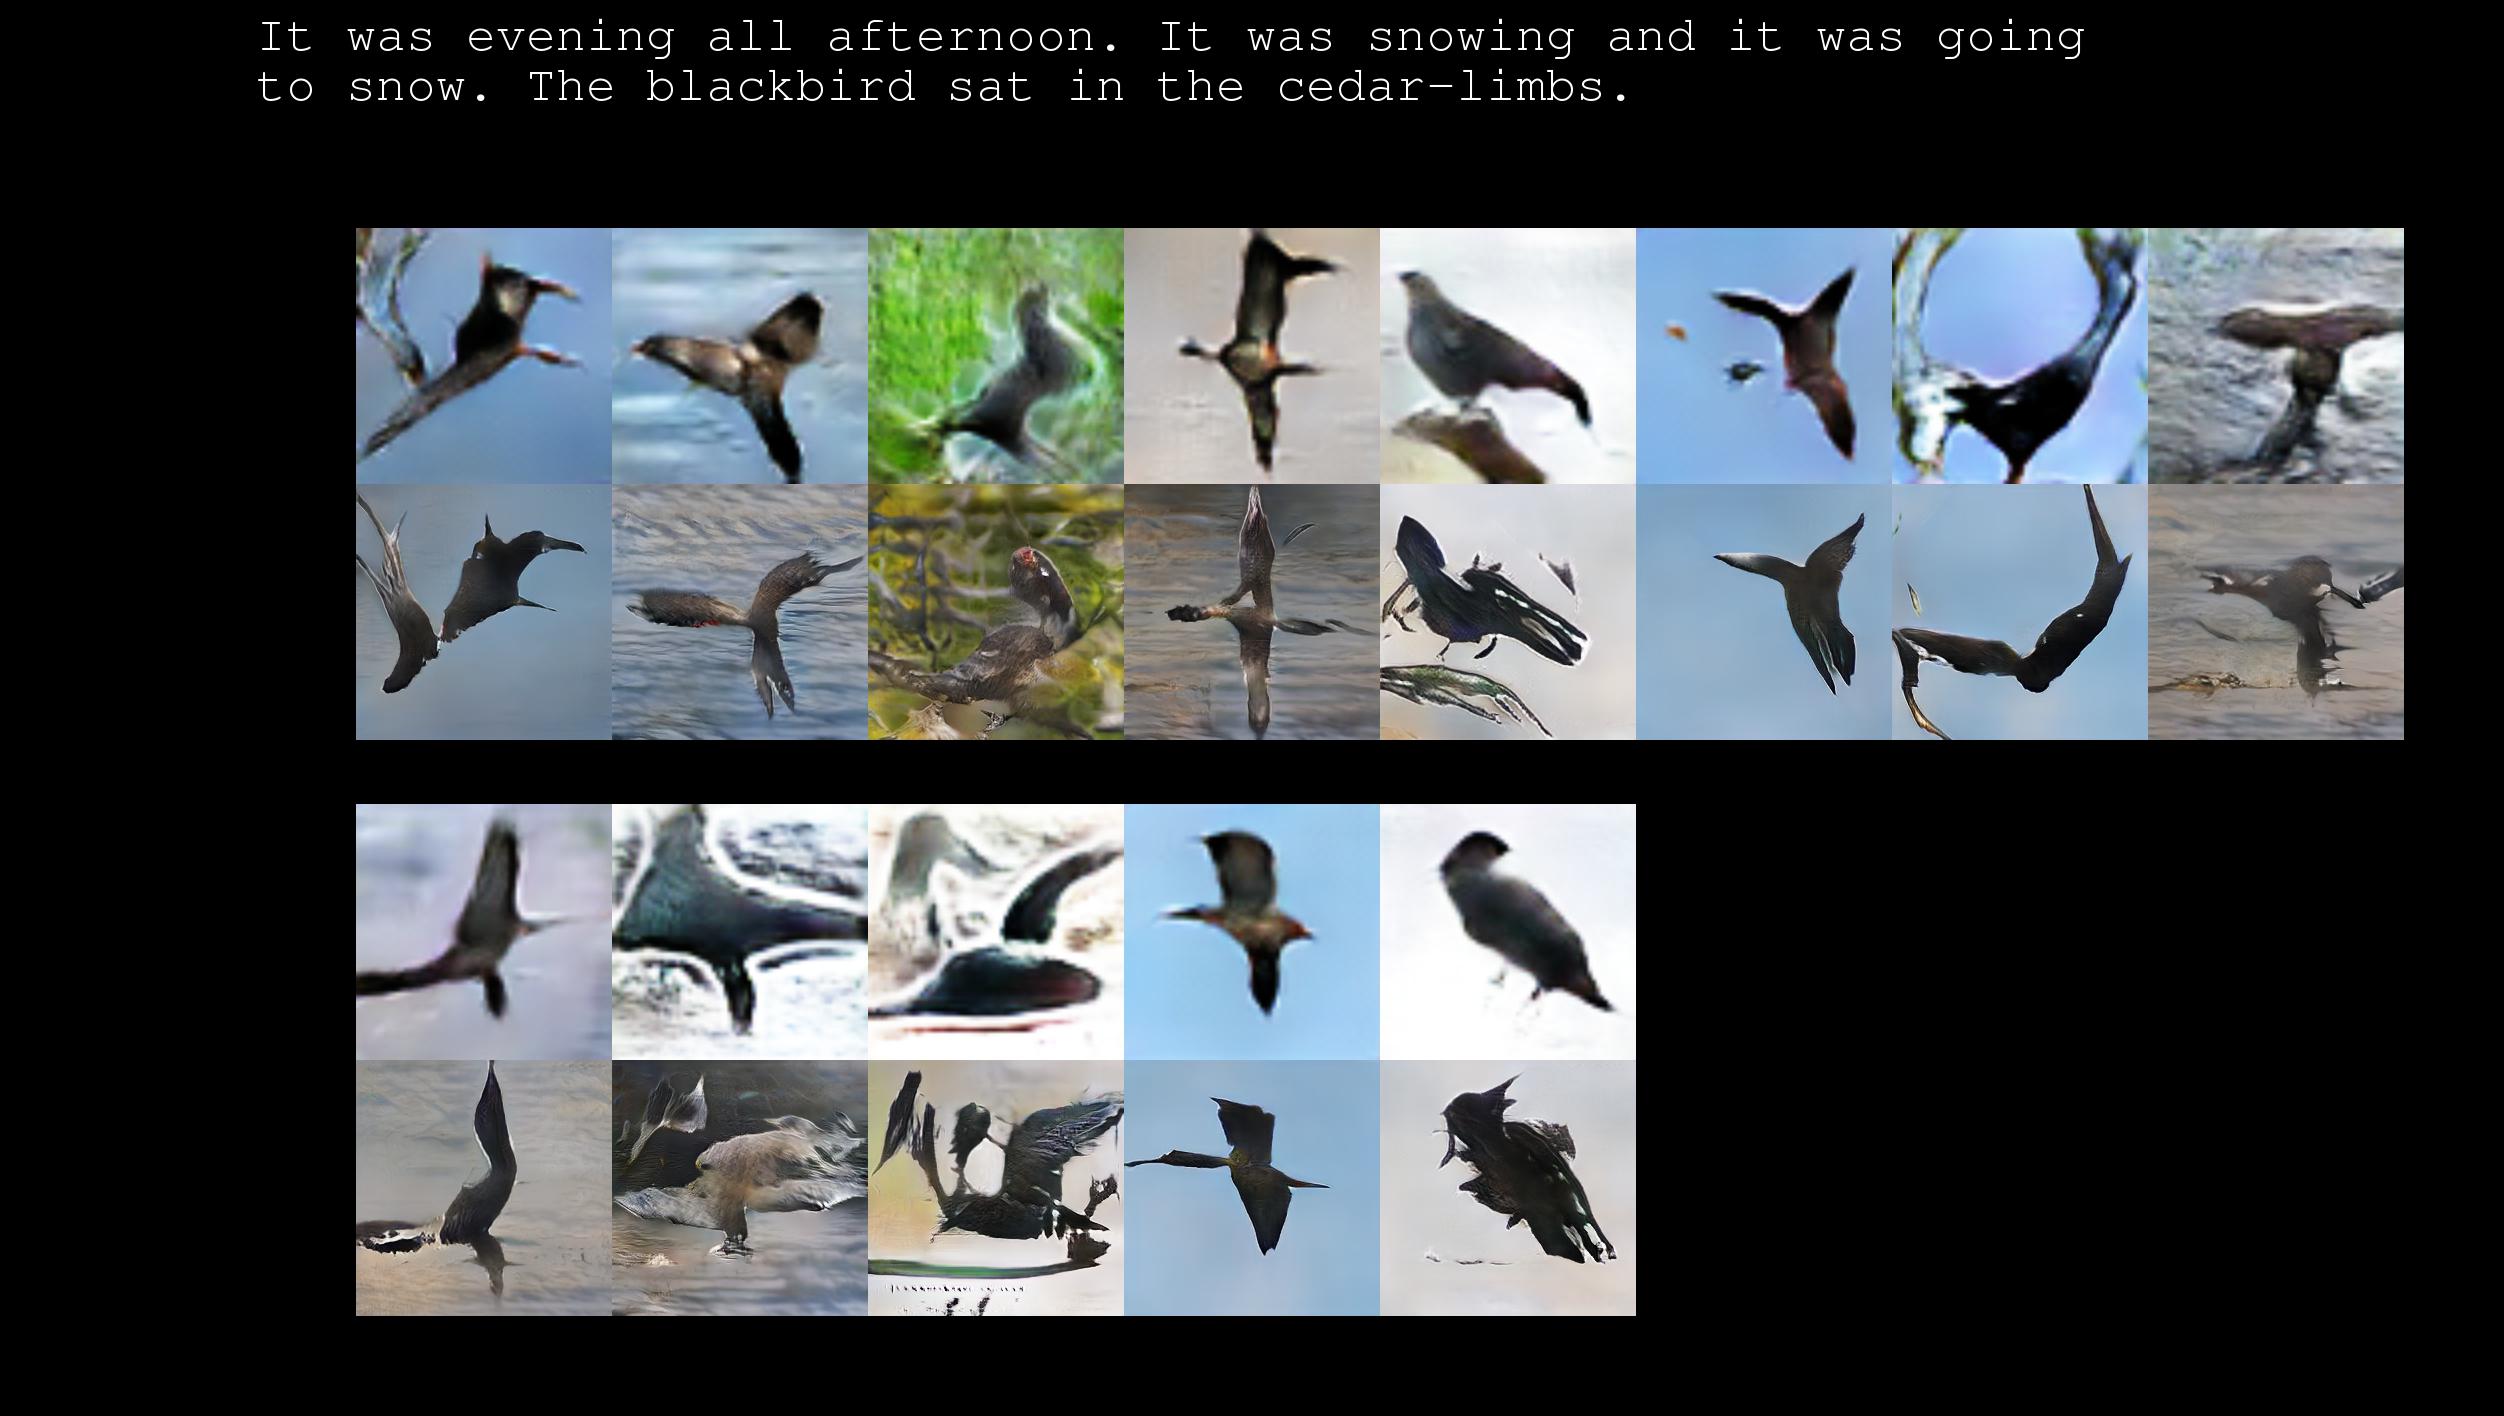 It was evening all afternoon. It was snowing and it was going
to snow. The blackbird sat in the cedar-limbs.